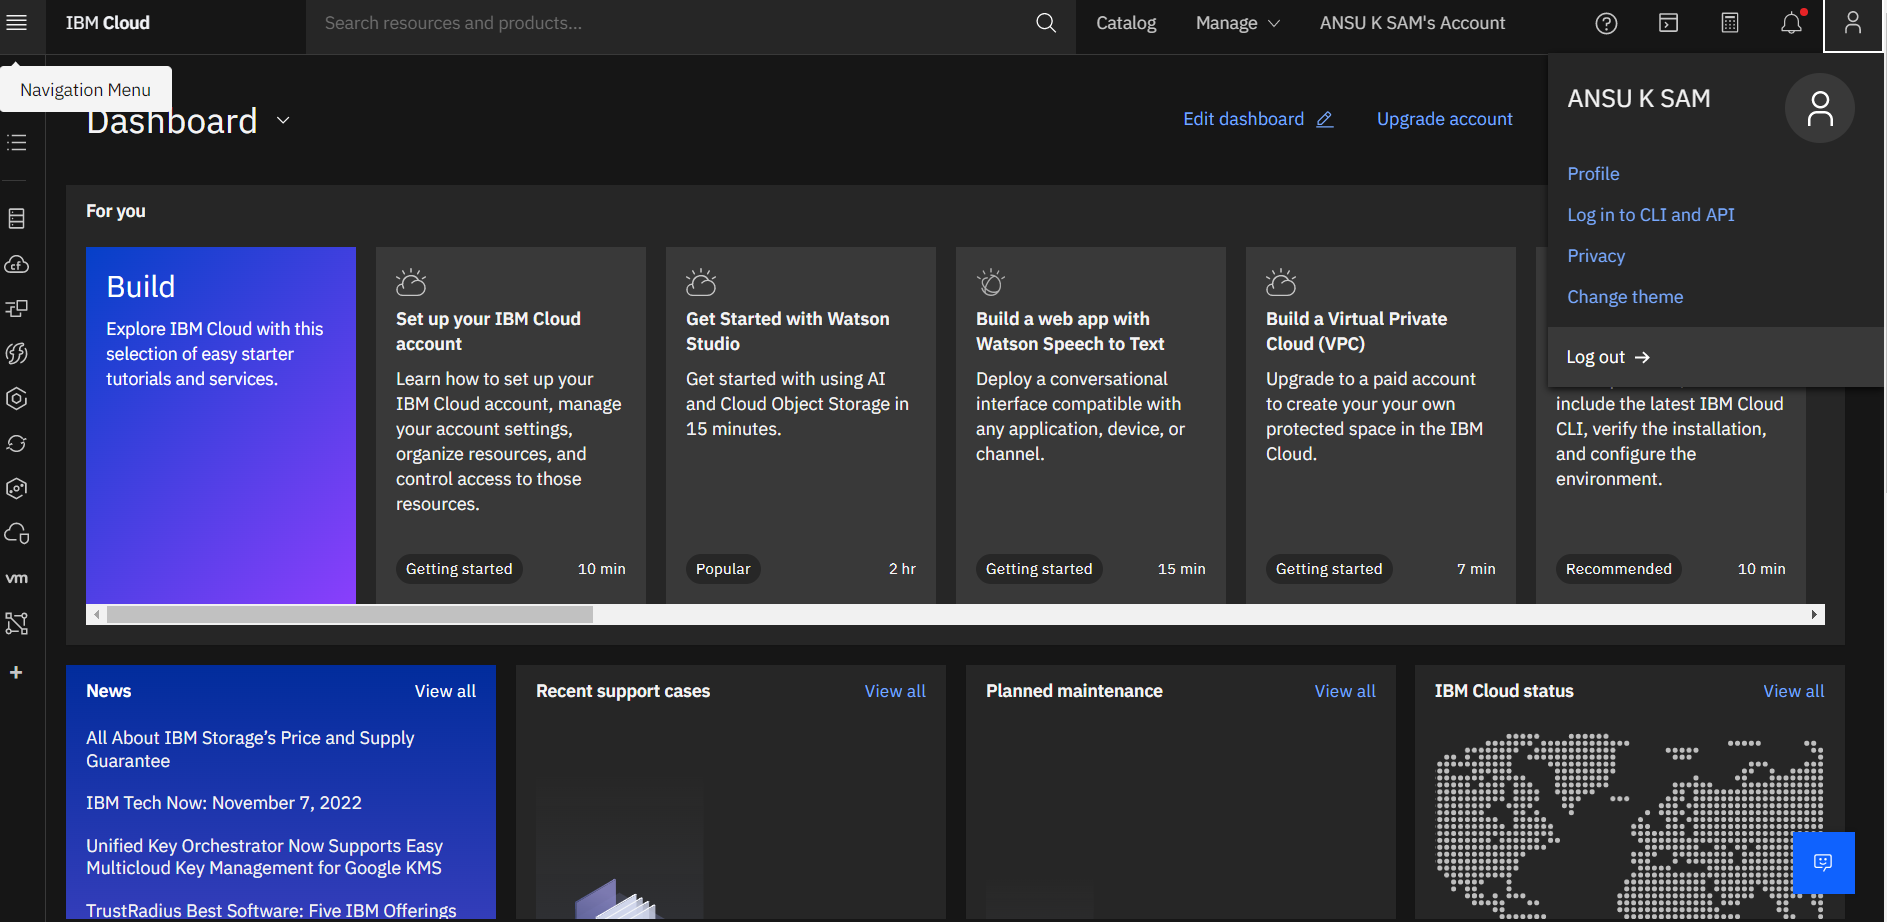 IBM Cloud
Search resources and products...
Catalog
Manage
ANSU K SAM's Account
Navigation Menu
Dashboard
Edit dashboard
Upgrade account
ANSU K SAM
Profile
Log in to CLI and API
Privacy
Change theme
Log out
For you
Build
Explore IBM Cloud with this
selection of easy starter
tutorials and services.
Set up your IBM Cloud
account
Learn how to set up your
IBM Cloud account, manage
your account settings,
organize resources, and
control access to those
resources.
Getting started
10 min
Get Started with Watson
Studio
Get started with using AI
and Cloud Object Storage in
15 minutes.
Popular
2 hr
Build a web app with
Watson Speech to Text
Deploy a conversational
interface compatible with
any application, device, or
channel.
Getting started
15 min
Build a Virtual Private
Cloud (VPC)
Upgrade to a paid account
to create your your own
protected space in the IBM
Cloud.
Getting started
7 min
include the latest IBM Cloud
CLI, verify the installation,
and configure the
environment.
Recommended
10 min
cf
vm
News
View all
All About IBM Storage’s Price and Supply
Guarantee
IBM Tech Now: November 7, 2022
Unified Key Orchestrator Now Supports Easy
Multicloud Key Management for Google KMS
TrustRadius Best Software: Five IBM Offerings
Recent support cases
View all
Planned maintenance
View all
IBM Cloud status
View all